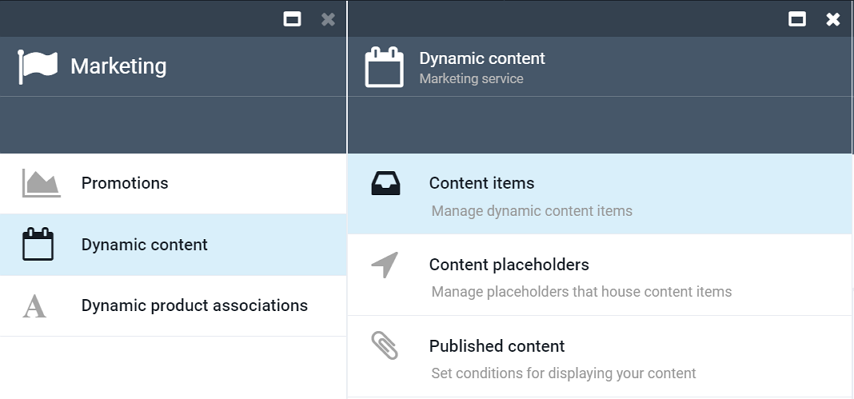 Marketing
Promotions
Dynamic content
Dynamic product associations
Dynamic content
Marketing service
Content items
Manage dynamic content items
Content placeholders
Manage placeholders that house content items
Published content
Set conditions for displaying your content